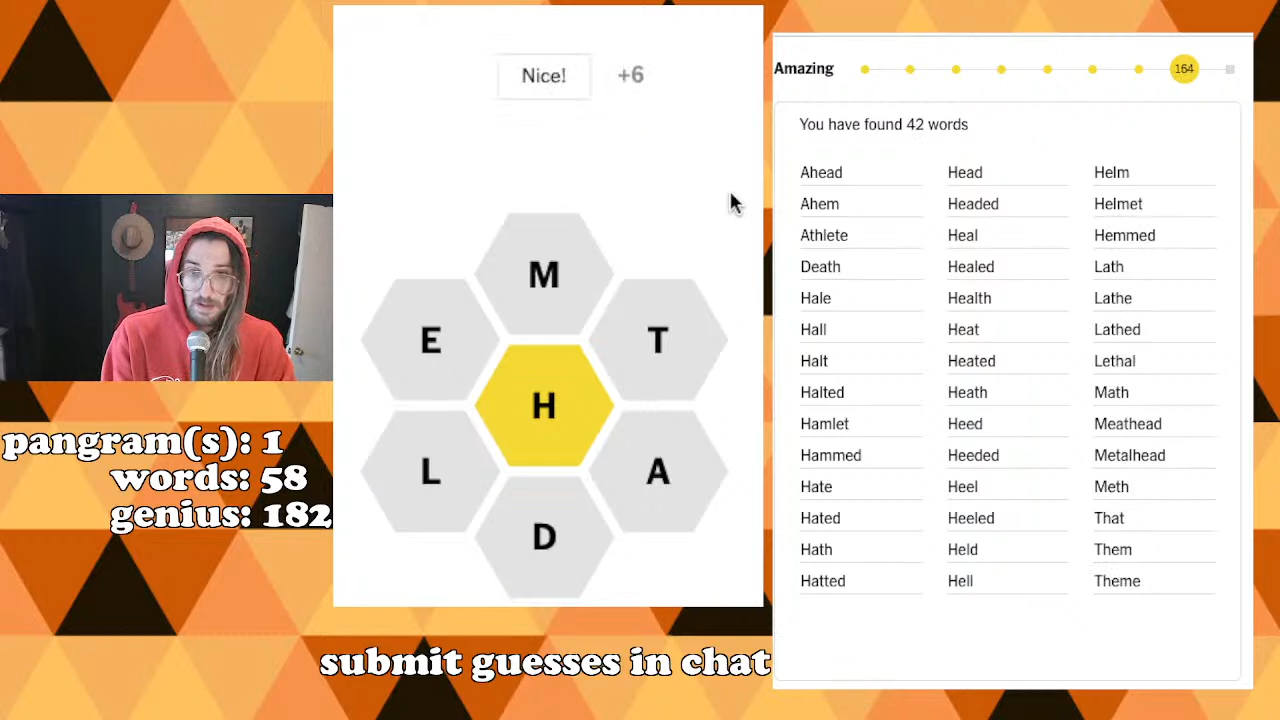 Nice! +6
M
E
T
H
L
A
D
pangram(s): 1
words: 58
genius: 182
submit guesses in chat
Amazing 164
You have found 42 words
Ahead Head Helm
Ahem Headed Helmet
Athlete Heal Hemmed
Death Healed Lath
Hale Health Lathe
Hall Heat Lathed
Halt Heated Lethal
Halted Heath Math
Hamlet Heed Meathead
Hammed Heeded Metalhead
Hate Heel Meth
Hated Heeled That
Hath Held Them
Hatted Hell Theme